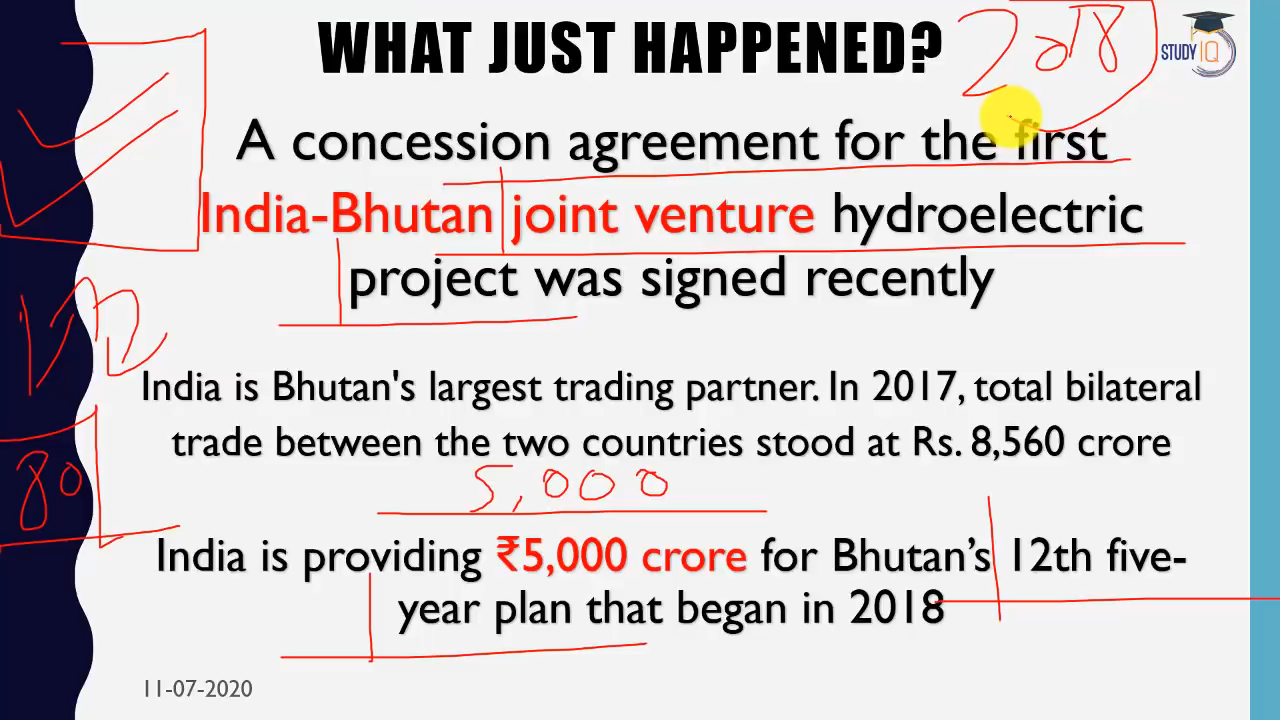 WHAT JUST HAPPENED?
2018
STUDY IQ
A concession agreement for the first
India-Bhutan joint venture hydroelectric
project was signed recently
India is Bhutan's largest trading partner. In 2017, total bilateral
trade between the two countries stood at Rs. 8,560 crore
80
5,000
India is providing ₹5,000 crore for Bhutan’s 12th five-
year plan that began in 2018
11-07-2020